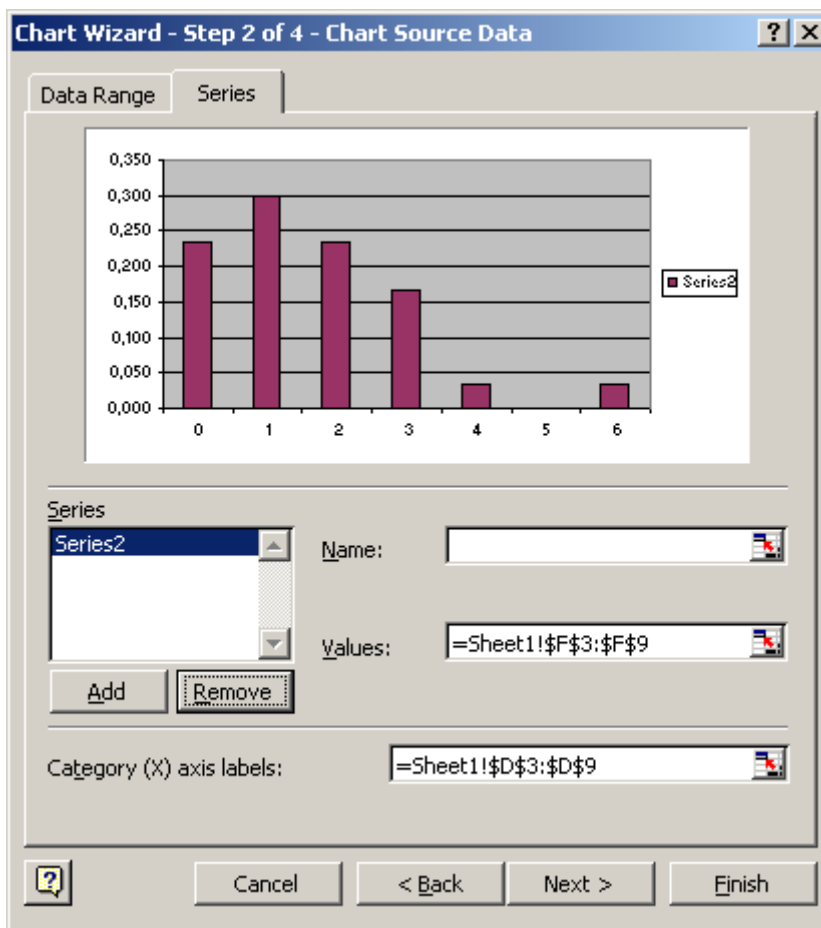 Chart Wizard - Step 2 of 4 - Chart Source Data
Data Range Series
0,350
0,300
0,250
0,200
0,150
0,100
0,050
0,000
0 1 2 3 4 5 6
Series2
Series
Series2
Name:
Values: =Sheet1!$F$3:$F$9
Add Remove
Category (X) axis labels: =Sheet1!$D$3:$D$9
Cancel < Back Next > Finish